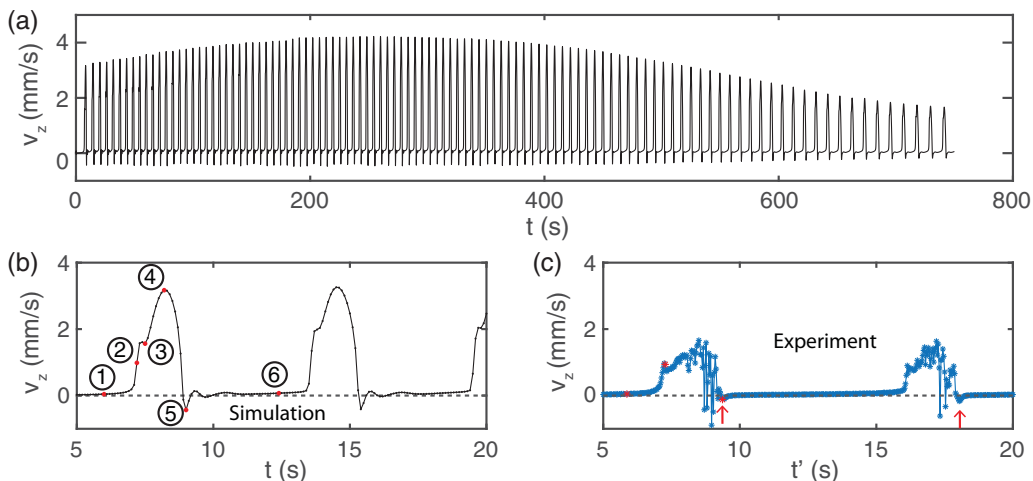 (a)
4
2
0
v_z (mm/s)
0 200 400 600 800
t (s)
(b)
4
2
0
v_z (mm/s)
① ② ③ ④ ⑤ ⑥
Simulation
5 10 15 20
t (s)
(c)
4
2
0
v_z (mm/s)
Experiment
5 10 15 20
t' (s)